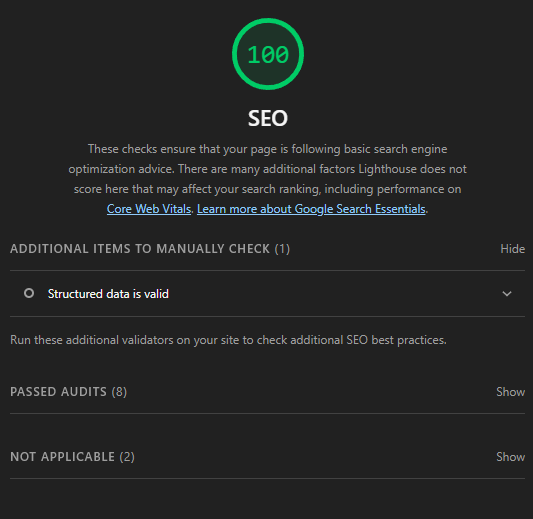 100
SEO
These checks ensure that your page is following basic search engine
optimization advice. There are many additional factors Lighthouse does not
score here that may affect your search ranking, including performance on
Core Web Vitals. Learn more about Google Search Essentials.
ADDITIONAL ITEMS TO MANUALLY CHECK (1) Hide
Structured data is valid
Run these additional validators on your site to check additional SEO best practices.
PASSED AUDITS (8) Show
NOT APPLICABLE (2) Show